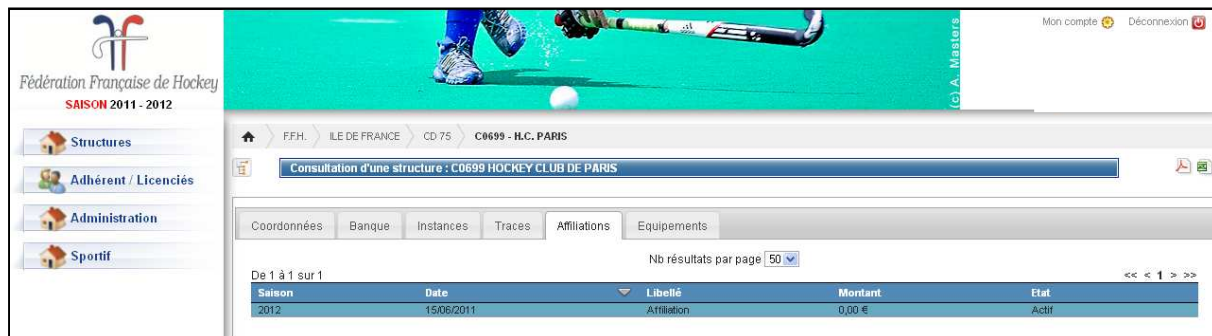 Fédération Française de Hockey
SAISON 2011 - 2012
Structures
Adhérent / Licenciés
Administration
Sportif
(c) A. Masters
Mon compte Déconnexion
F.F.H. ILE DE FRANCE CD 75 C0699 - H.C. PARIS
Consultation d'une structure : C0699 HOCKEY CLUB DE PARIS
Coordonnées Banque Instances Traces Affiliations Equipements
Nb résultats par page 50
De 1 à 1 sur 1 << < 1 > >>
Saison Date Libellé Montant Etat
2012 15/06/2011 Affiliation 0,00 € Actif